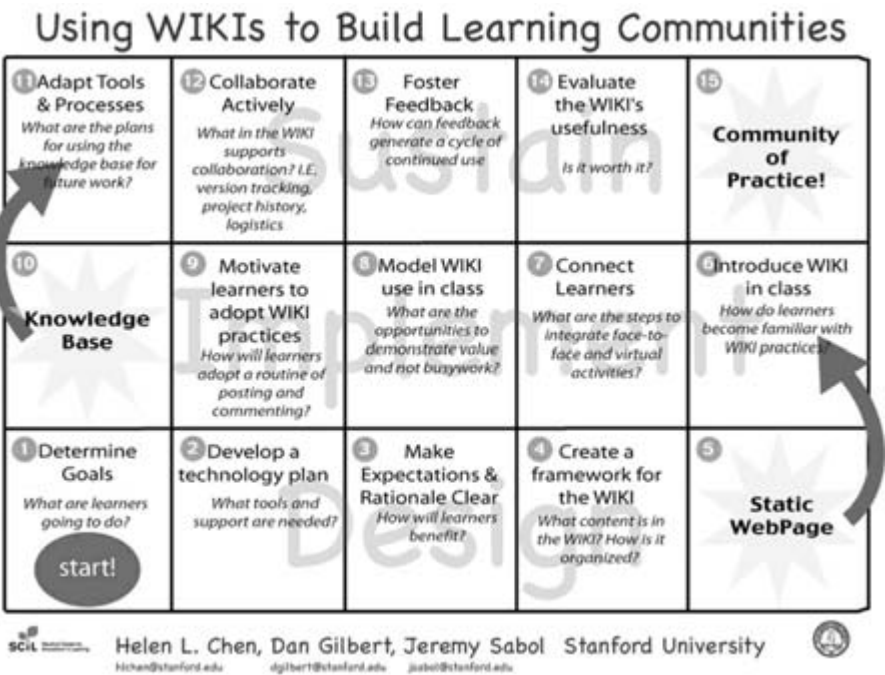 Using WIKIs to Build Learning Communities
11 Adapt Tools
& Processes
What are the plans
for using the
knowledge base for
future work?
12 Collaborate
Actively
What in the WIKI
supports
collaboration? I.E.
version tracking,
project history,
logistics
13 Foster
Feedback
How can feedback
generate a cycle of
continued use
14 Evaluate
the WIKI's
usefulness
Is it worth it?
15
Community
of
Practice!
Sustain
10
Knowledge
Base
9 Motivate
learners to
adopt WIKI
practices
How will learners
adopt a routine of
posting and
commenting?
8 Model WIKI
use in class
What are the
opportunities to
demonstrate value
and not busywork?
7 Connect
Learners
What are the steps to
integrate face-to-
face and virtual
activities?
6 Introduce WIKI
in class
How do learners
become familiar with
WIKI practices?
Implement
1 Determine
Goals
What are learners
going to do?
start!
2 Develop a
technology plan
What tools and
support are needed?
3 Make
Expectations &
Rationale Clear
How will learners
benefit?
4 Create a
framework for
the WIKI
What content is in
the WIKI? How is it
organized?
5
Static
WebPage
Design
SCIL
Helen L. Chen, Dan Gilbert, Jeremy Sabol Stanford University
hlchen@stanford.edu dgilbert@stanford.edu jsabol@stanford.edu